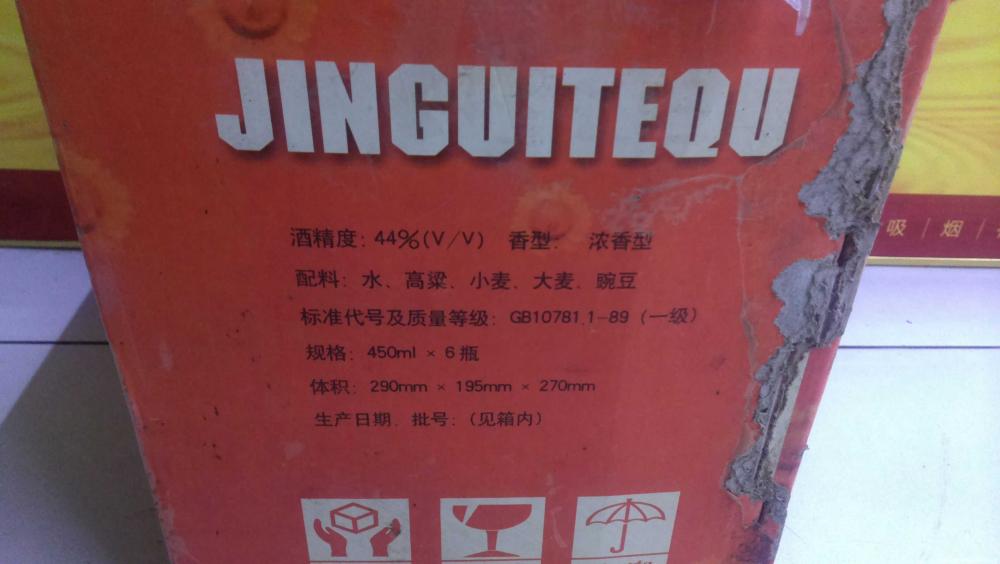 JINGUITEQU
酒精度: 44%(V/V) 香型: 浓香型
配料: 水、高粱、小麦、大麦、豌豆
标准代号及质量等级: GB10781.1-89 (一级)
规格: 450ml × 6瓶
体积: 290mm × 195mm × 270mm
生产日期、批号: (见箱内)
吸 / 烟 /